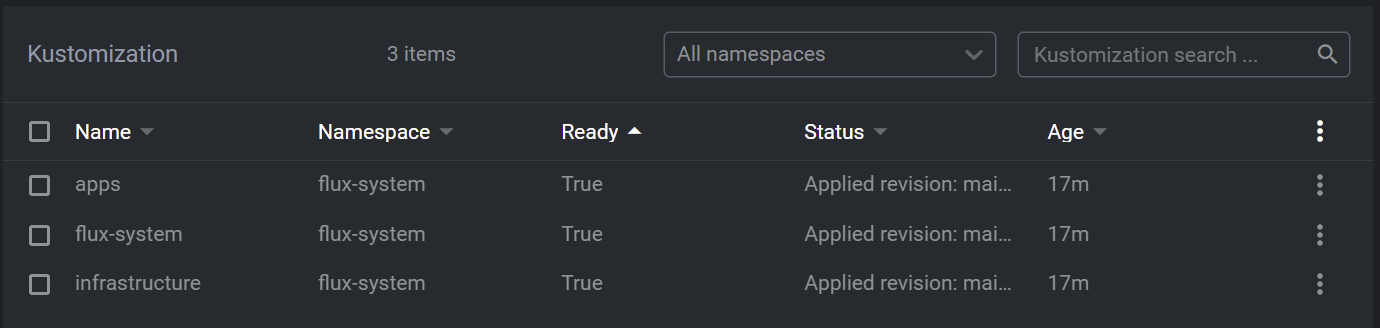 Kustomization 3 items All namespaces Kustomization search ...
Name Namespace Ready Status Age
apps flux-system True Applied revision: mai... 17m
flux-system flux-system True Applied revision: mai... 17m
infrastructure flux-system True Applied revision: mai... 17m